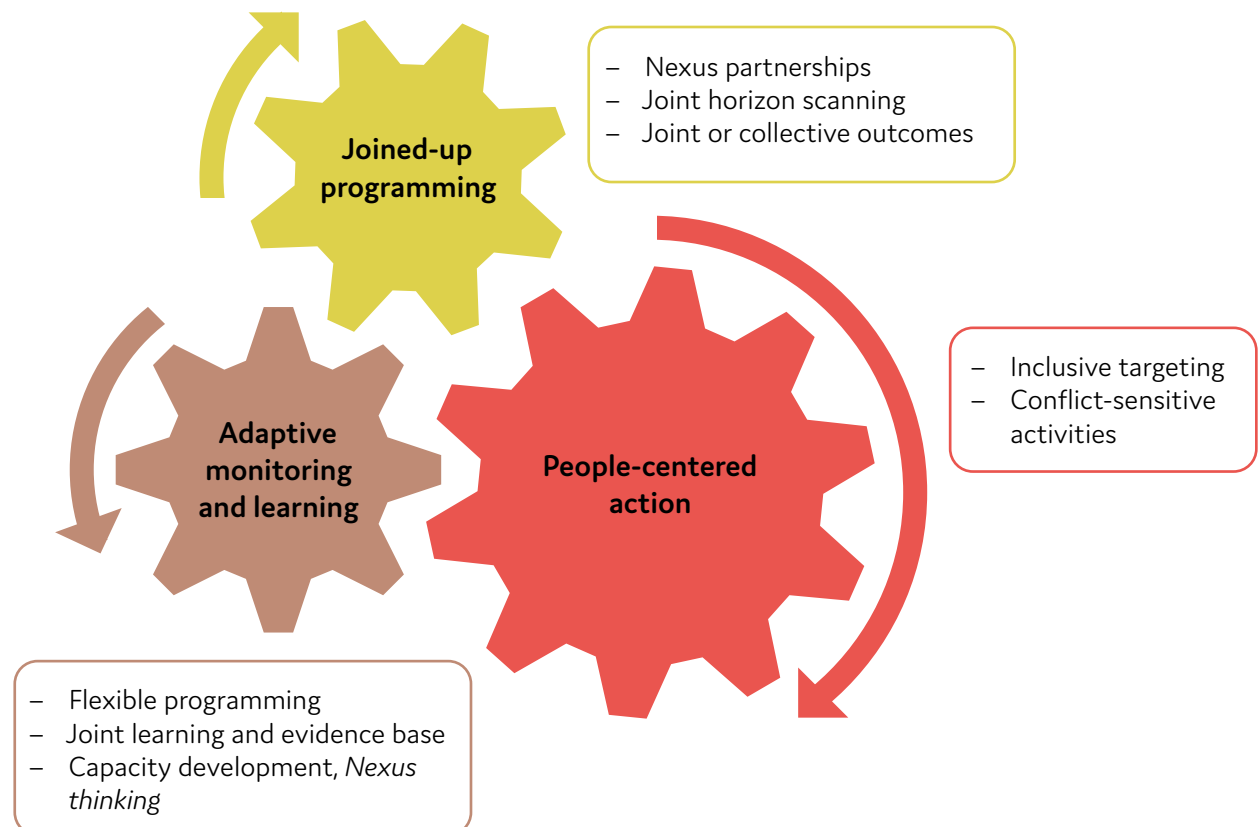 Joined-up
programming
– Nexus partnerships
– Joint horizon scanning
– Joint or collective outcomes
People-centered
action
– Inclusive targeting
– Conflict-sensitive
activities
Adaptive
monitoring
and learning
– Flexible programming
– Joint learning and evidence base
– Capacity development, Nexus
thinking